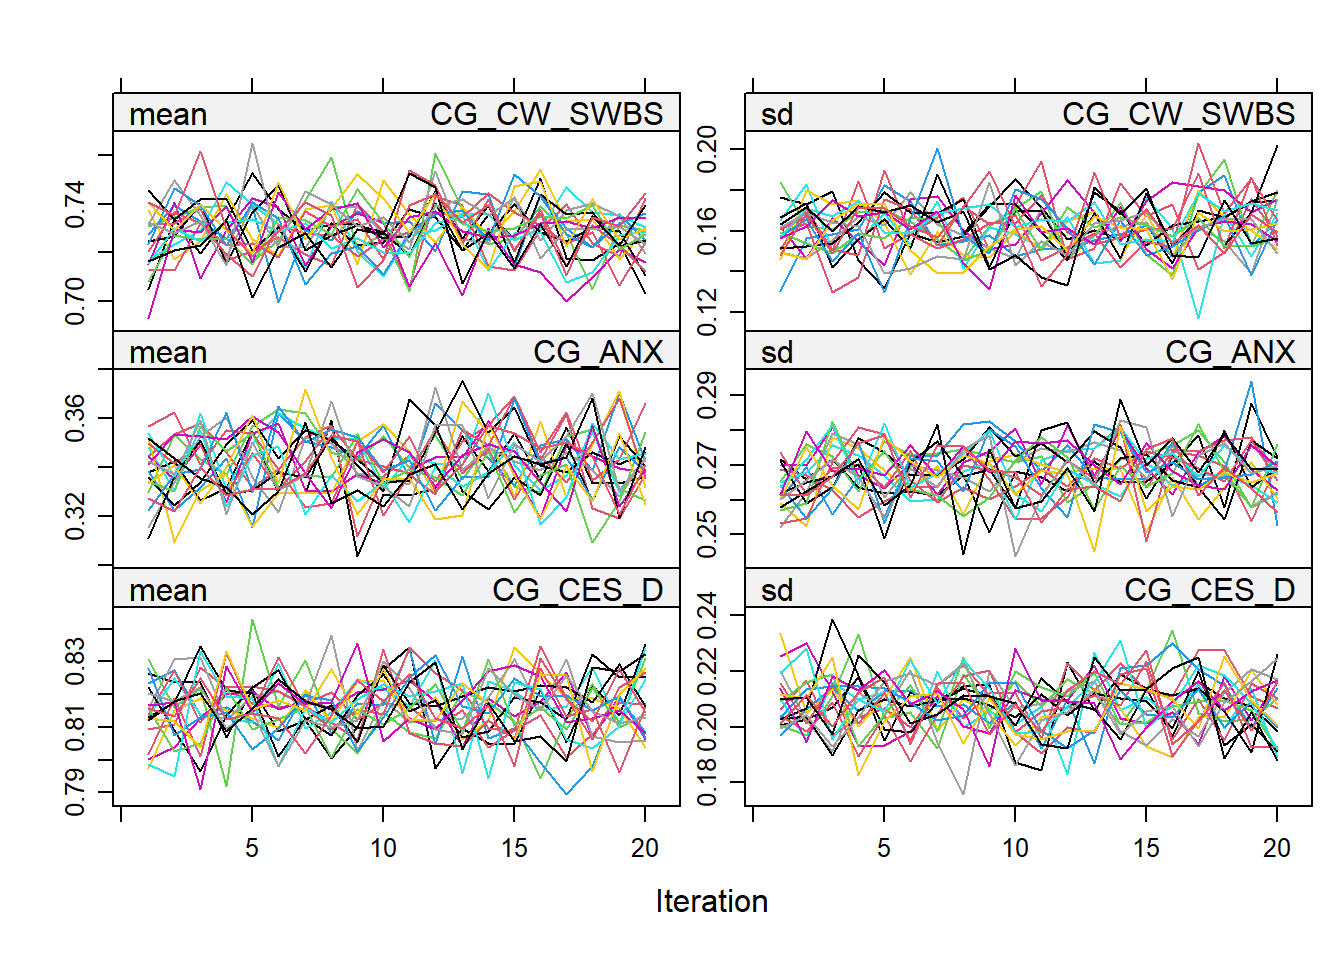 mean CG_CW_SWBS
sd CG_CW_SWBS
0.74
0.70
0.20
0.16
0.12
mean CG_ANX
sd CG_ANX
0.36
0.32
0.29
0.27
0.25
mean CG_CES_D
sd CG_CES_D
0.83
0.81
0.79
0.24
0.22
0.20
0.18
5 10 15 20
5 10 15 20
Iteration